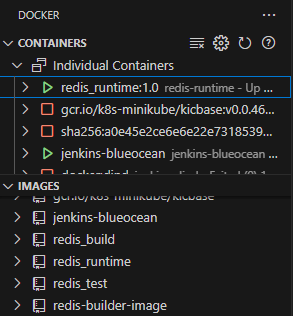 DOCKER
CONTAINERS
Individual Containers
redis_runtime:1.0 redis-runtime - Up ...
gcr.io/k8s-minikube/kicbase:v0.0.46...
sha256:a0e45e2ce6e6e22e7318539...
jenkins-blueocean jenkins-blueocean ...
IMAGES
gcr.io/k8s-minikube/kicbase
jenkins-blueocean
redis_build
redis_runtime
redis_test
redis-builder-image